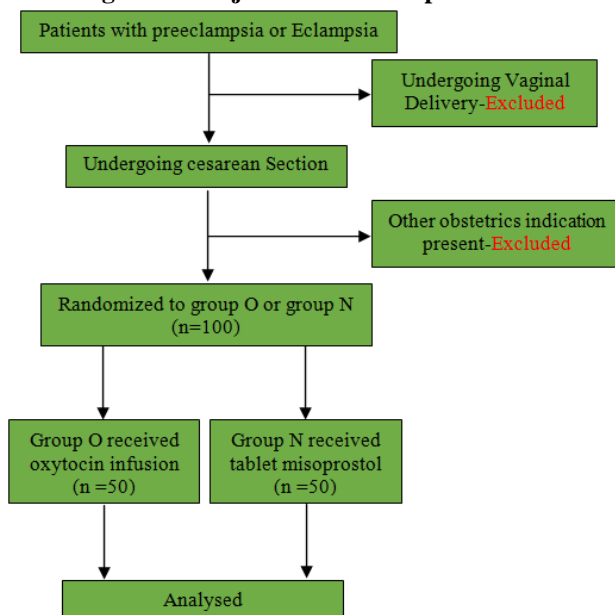 Patients with preeclampsia or Eclampsia
Undergoing Vaginal
Delivery-Excluded
Undergoing cesarean Section
Other obstetrics indication
present-Excluded
Randomized to group O or group N
(n=100)
Group O received
oxytocin infusion
(n =50)
Group N received
tablet misoprostol
(n =50)
Analysed